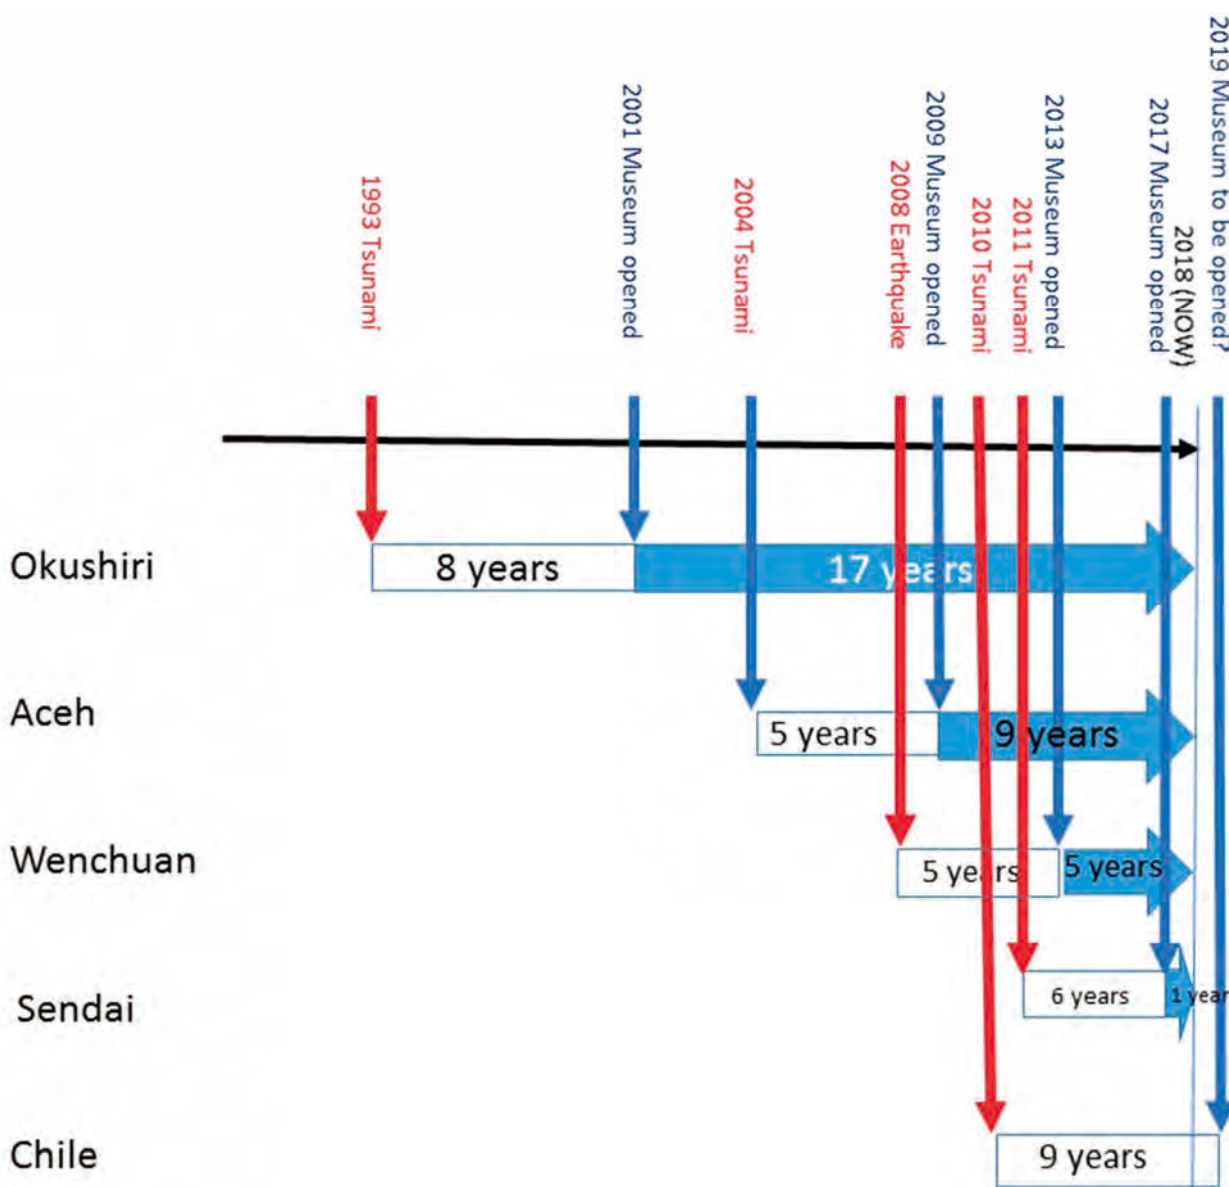 1993 Tsunami
2001 Museum opened
2004 Tsunami
2008 Earthquake
2009 Museum opened
2010 Tsunami
2011 Tsunami
2013 Museum opened
2017 Museum opened
2018 (NOW)
2019 Museum to be opened?
Okushiri
8 years
17 years
Aceh
5 years
9 years
Wenchuan
5 years
5 years
Sendai
6 years
1 year
Chile
9 years